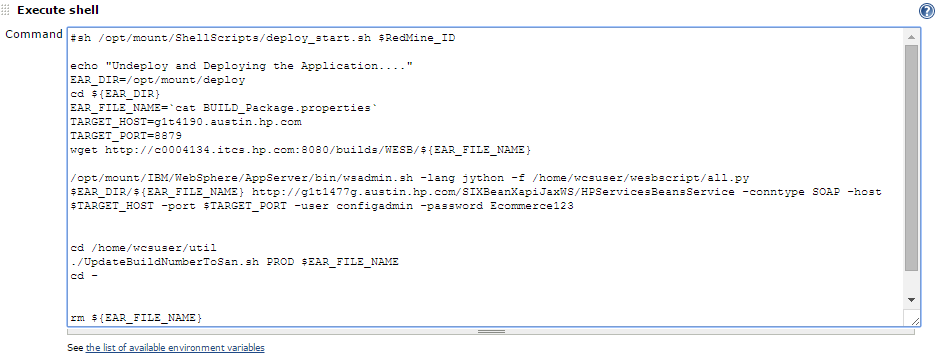 Execute shell
Command
#sh /opt/mount/ShellScripts/deploy_start.sh $RedMine_ID
echo "Undeploy and Deploying the Application...."
EAR_DIR=/opt/mount/deploy
cd ${EAR_DIR}
EAR_FILE_NAME=`cat BUILD_Package.properties`
TARGET_HOST=g1t4190.austin.hp.com
TARGET_PORT=8879
wget http://c0004134.itcs.hp.com:8080/builds/WESB/${EAR_FILE_NAME}
/opt/mount/IBM/WebSphere/AppServer/bin/wsadmin.sh -lang jython -f /home/wcsuser/wesbscript/all.py
$EAR_DIR/${EAR_FILE_NAME} http://g1t1477g.austin.hp.com/SIXBeanXapiJaxWS/HPServicesBeansService -conntype SOAP -host
$TARGET_HOST -port $TARGET_PORT -user configadmin -password Ecommerce123
cd /home/wcsuser/util
./UpdateBuildNumberToSan.sh PROD $EAR_FILE_NAME
cd -
rm ${EAR_FILE_NAME}
See the list of available environment variables